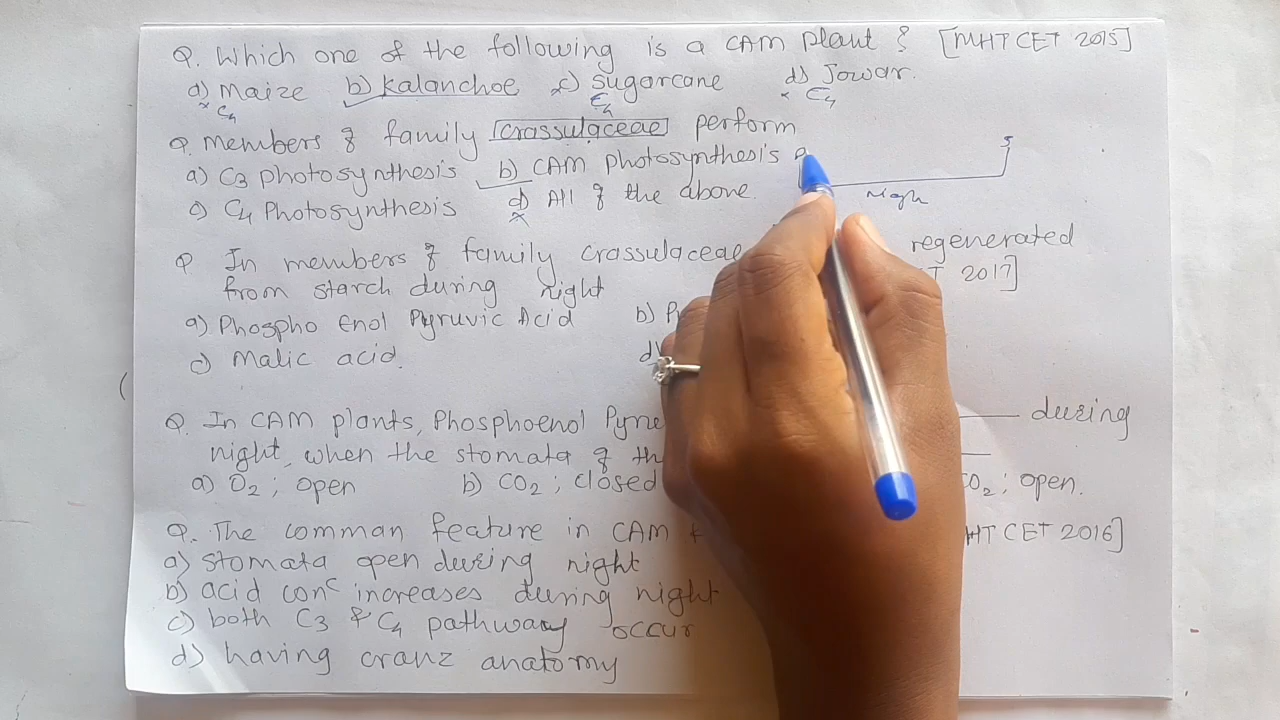 Q. Which one of the following is a CAM plant ? [MHT CET 2015]
a) Maize b) kalanchoe c) sugarcane d) Jowar.
C4 C4 C4
Q. Members of family crassulaceae perform
a) C3 photosynthesis b) CAM photosynthesis
c) C4 Photosynthesis d) All of the above.
night
Q In members of family crassulaceae regenerated
from starch during night 2017]
a) Phospho Enol Pyruvic Acid b)
c) Malic acid. d)
Q. In CAM plants, Phosphoenol during
night, when the stomata of
a) O2 ; open b) CO2 ; closed CO2 ; open.
Q. The comman feature in CAM MHT CET 2016]
a) stomata open during night
b) acid conc increases during night
c) both C3 & C4 pathway occur
d) having cranz anatomy